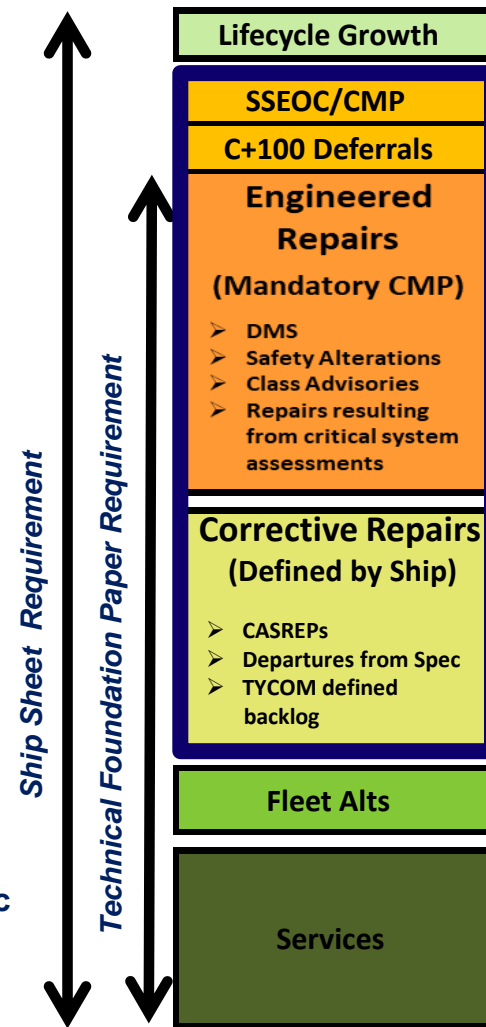 Lifecycle Growth
SSEOC/CMP
C+100 Deferrals
Engineered
Repairs
(Mandatory CMP)
➢ DMS
➢ Safety Alterations
➢ Class Advisories
➢ Repairs resulting
from critical system
assessments
Corrective Repairs
(Defined by Ship)
➢ CASREPs
➢ Departures from Spec
➢ TYCOM defined
backlog
Fleet Alts
Services
Ship Sheet Requirement
Technical Foundation Paper Requirement
c